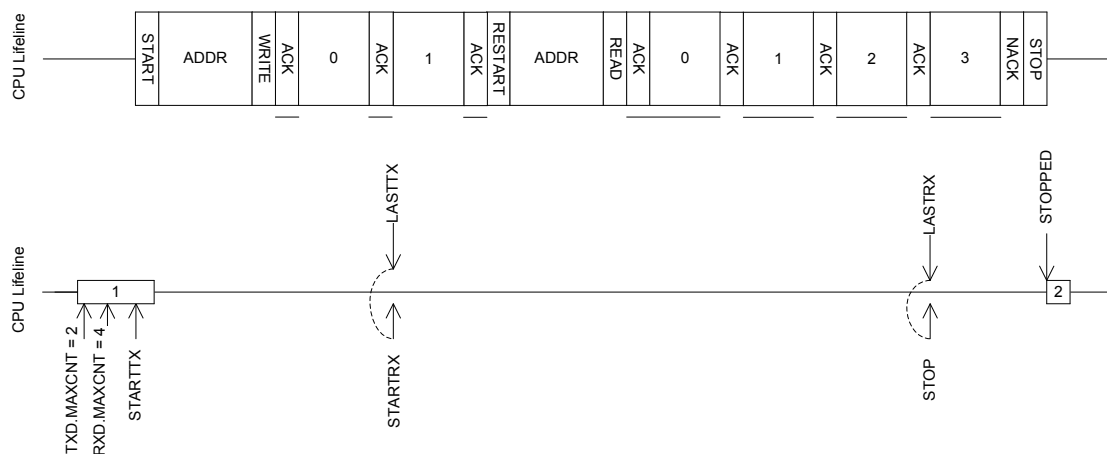 CPU Lifeline
START
ADDR
WRITE
ACK
0
ACK
1
ACK
RESTART
ADDR
READ
ACK
0
ACK
1
ACK
2
ACK
3
NACK
STOP
CPU Lifeline
1
TXD.MAXCNT = 2
RXD.MAXCNT = 4
STARTTX
LASTTX
STARTRX
LASTRX
STOP
STOPPED
2